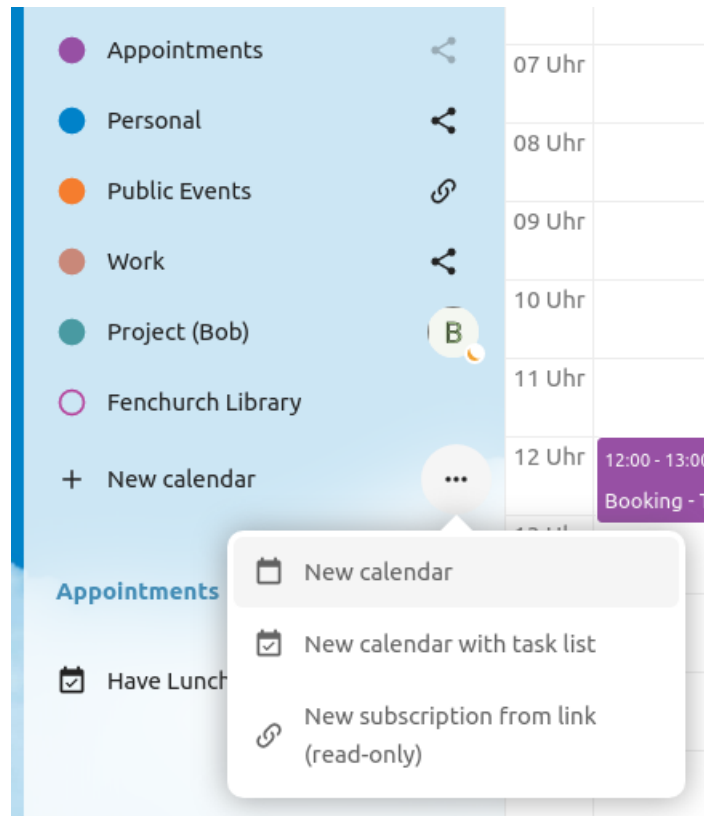 Appointments
07 Uhr
Personal
08 Uhr
Public Events
09 Uhr
Work
10 Uhr
Project (Bob)
B
11 Uhr
Fenchurch Library
12 Uhr
12:00 - 13:00
Booking -
New calendar
New calendar
New calendar with task list
New subscription from link
(read-only)
Appointments
Have Lunch